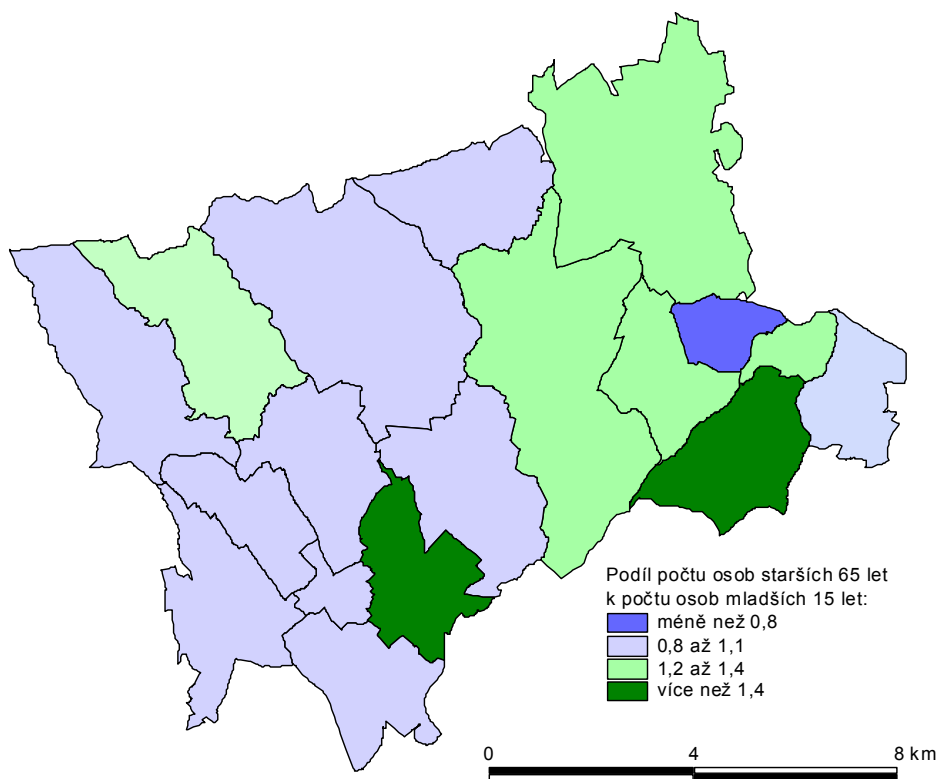 Podíl počtu osob starších 65 let
k počtu osob mladších 15 let:
méně než 0,8
0,8 až 1,1
1,2 až 1,4
více než 1,4
0 4 8 km